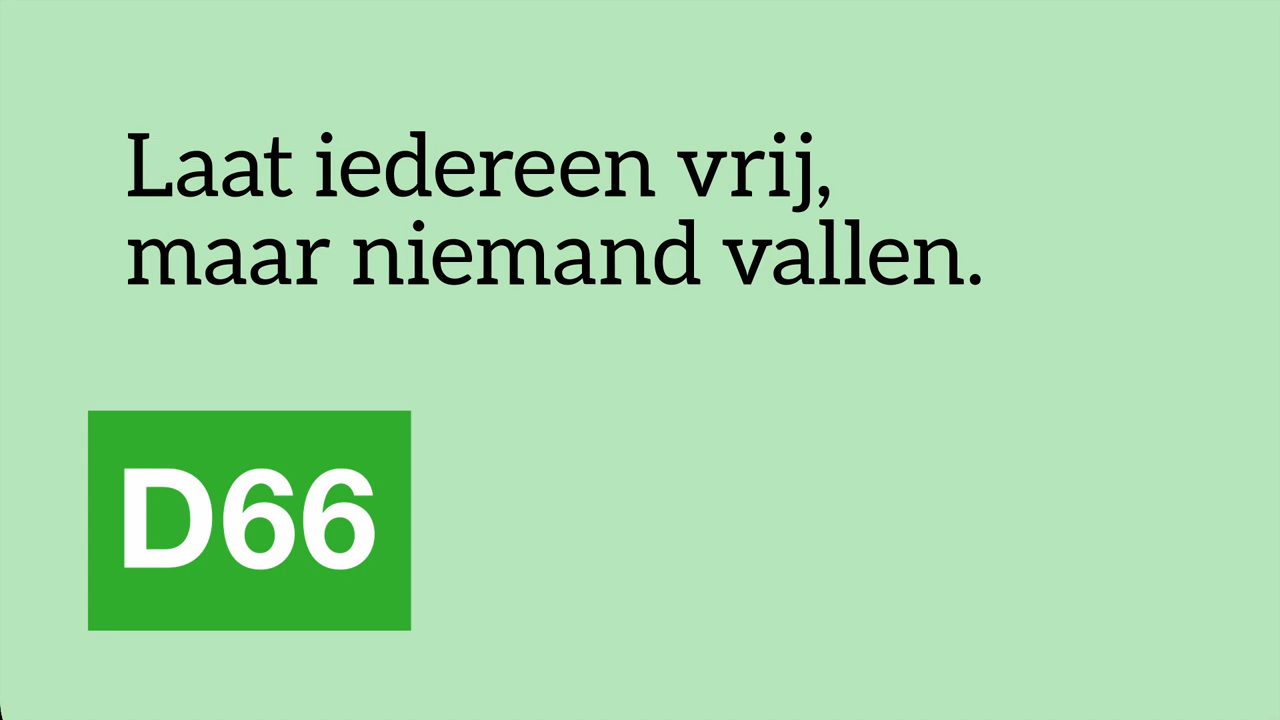 Laat iedereen vrij,
maar niemand vallen.
D66